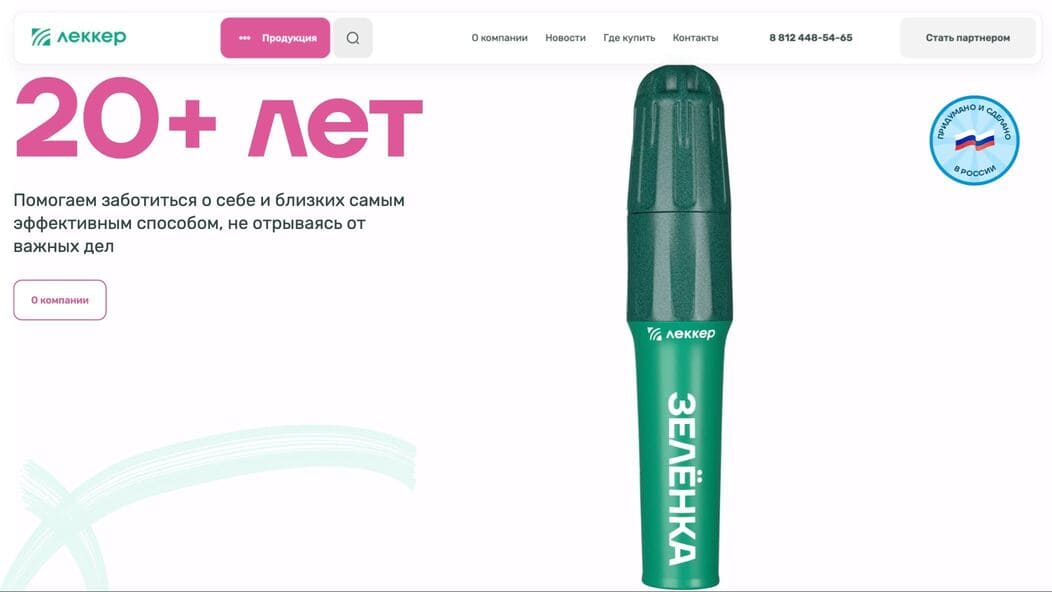 леккер
Продукция
О компании
Новости
Где купить
Контакты
8 812 448-54-65
Стать партнером
20+ лет
Помогаем заботиться о себе и близких самым
эффективным способом, не отрываясь от
важных дел
О компании
леккер
ЗЕЛЁНКА
ПРИДУМАНО И СДЕЛАНО
В РОССИИ